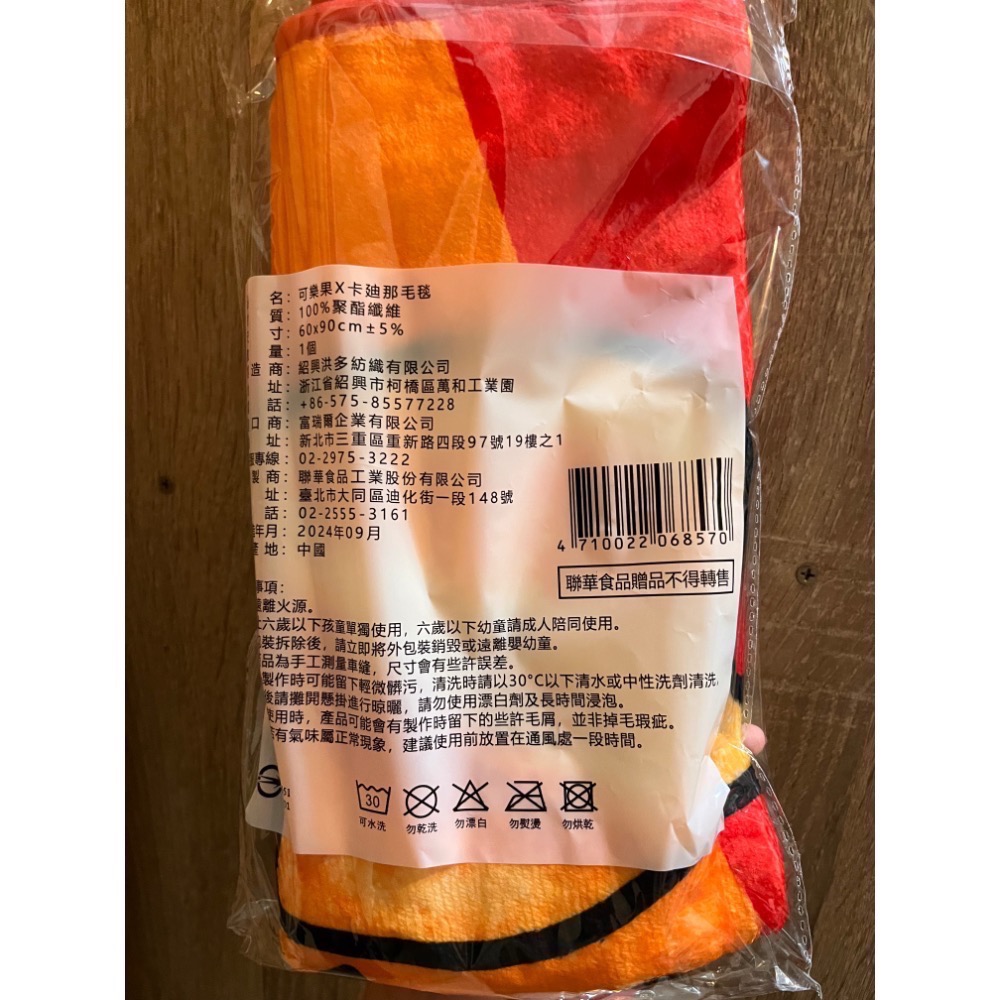 名：可樂果X卡廸那毛毯
質：100%聚酯纖維
寸：60x90cm±5%
量：1個
造 商：紹興洪多紡織有限公司
址：浙江省紹興市柯橋區萬和工業園
話：+86-575-85577228
口 商：富瑞爾企業有限公司
址：新北市三重區重新路四段97號19樓之1
專線：02-2975-3222
製 商：聯華食品工業股份有限公司
址：臺北市大同區迪化街一段148號
話：02-2555-3161
年月：2024年09月
地：中國
4 710022 068570
聯華食品贈品不得轉售
事項：
離火源。
六歲以下孩童單獨使用，六歲以下幼童請成人陪同使用。
裝拆除後，請立即將外包裝銷毀或遠離嬰幼童。
品為手工測量車縫，尺寸會有些許誤差。
製作時可能留下輕微髒污，清洗時請以30°C以下清水或中性洗劑清洗，
後請攤開懸掛進行晾曬，請勿使用漂白劑及長時間浸泡。
使用時，產品可能會有製作時留下的些許毛屑，並非掉毛瑕疵。
有氣味屬正常現象，建議使用前放置在通風處一段時間。
30
可水洗 勿乾洗 勿漂白 勿熨燙 勿烘乾